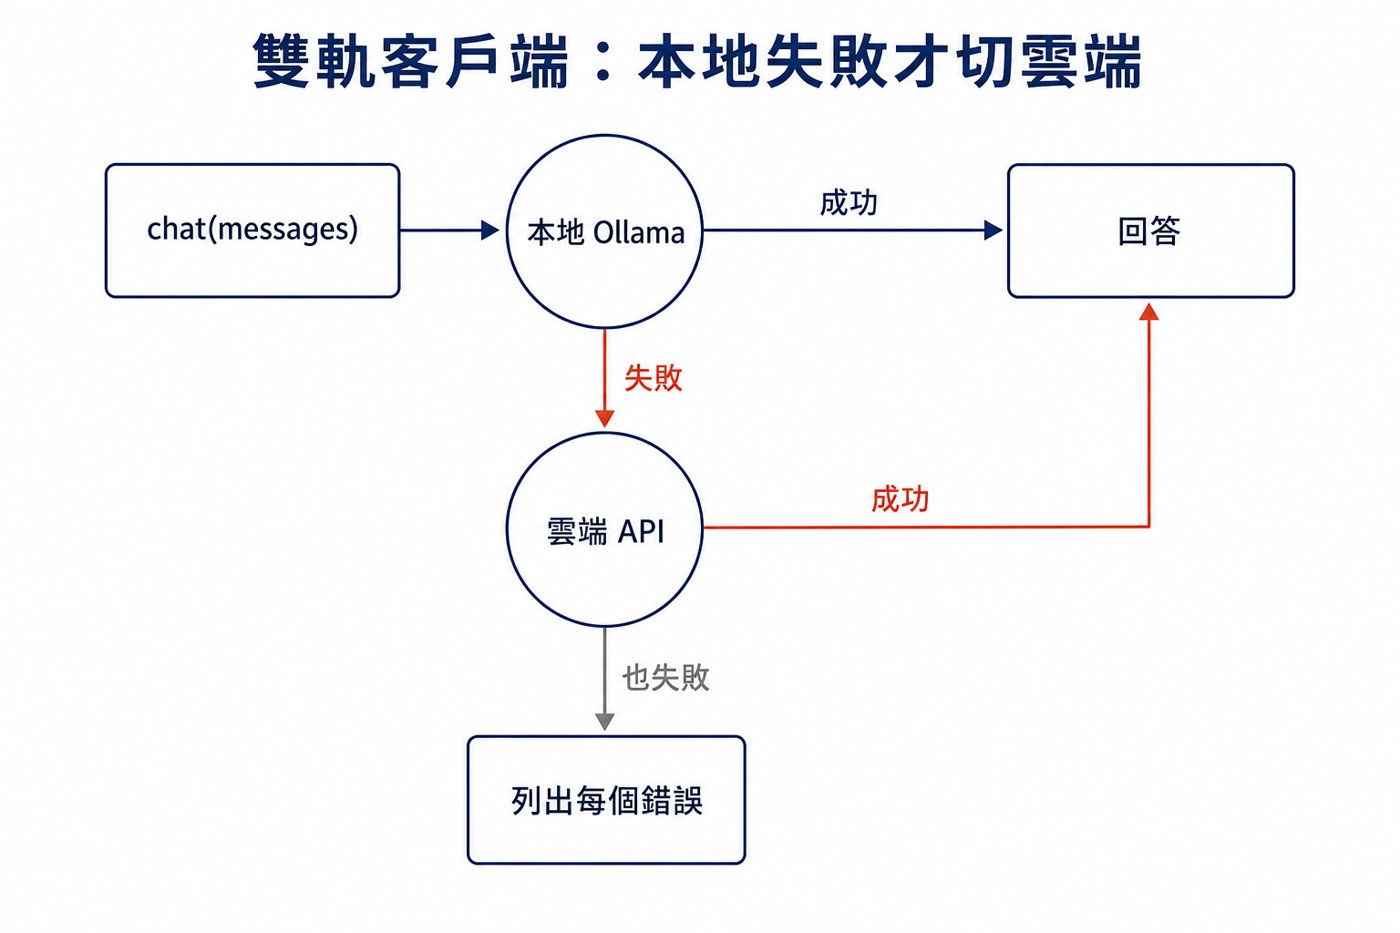 雙軌客戶端：本地失敗才切雲端
chat(messages)
本地 Ollama
成功
回答
失敗
雲端 API
成功
也失敗
列出每個錯誤